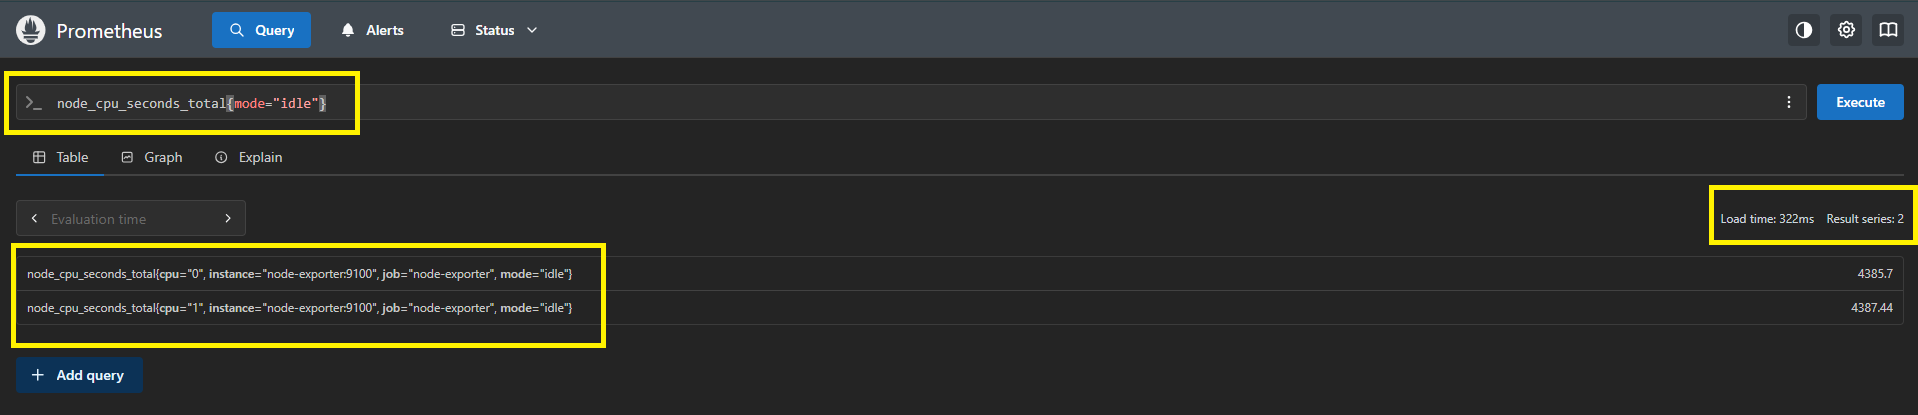 Prometheus Query Alerts Status
node_cpu_seconds_total{mode="idle"} Execute
Table Graph Explain
Evaluation time Load time: 322ms Result series: 2
node_cpu_seconds_total{cpu="0", instance="node-exporter:9100", job="node-exporter", mode="idle"} 4385.7
node_cpu_seconds_total{cpu="1", instance="node-exporter:9100", job="node-exporter", mode="idle"} 4387.44
Add query